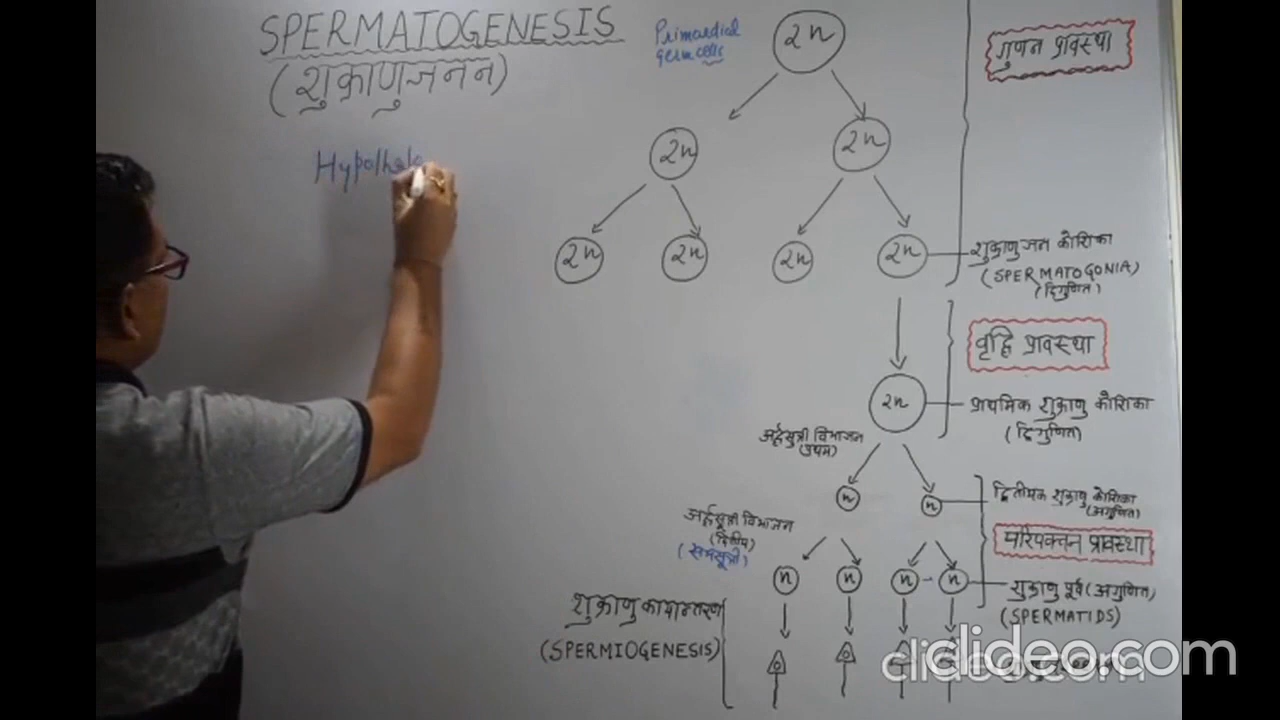 SPERMATOGENESIS
(शुक्राणुजनन)
Hypothala
Primardial
germ cells
2n
2n
2n
2n
2n
2n
2n
गुणन प्रावस्था
शुक्राणुजन कोशिका
(SPERMATOGONIA)
(द्विगुणित)
वृद्धि प्रावस्था
2n
प्राथमिक शुक्राणु कोशिका
(द्विगुणित)
अर्द्धसुत्री विभाजन
(प्रथम)
n
n
द्वितीयक शुक्राणु कोशिका
(अगुणित)
अर्द्धसूत्री विभाजन
(द्वितीय)
(समसूत्री)
परिपक्वन प्रावस्था
n
n
n
n
शुक्राणु पूर्व (अगुणित)
(SPERMATIDS)
शुक्राणु कायान्तरण
(SPERMIOGENESIS)
clideo.com